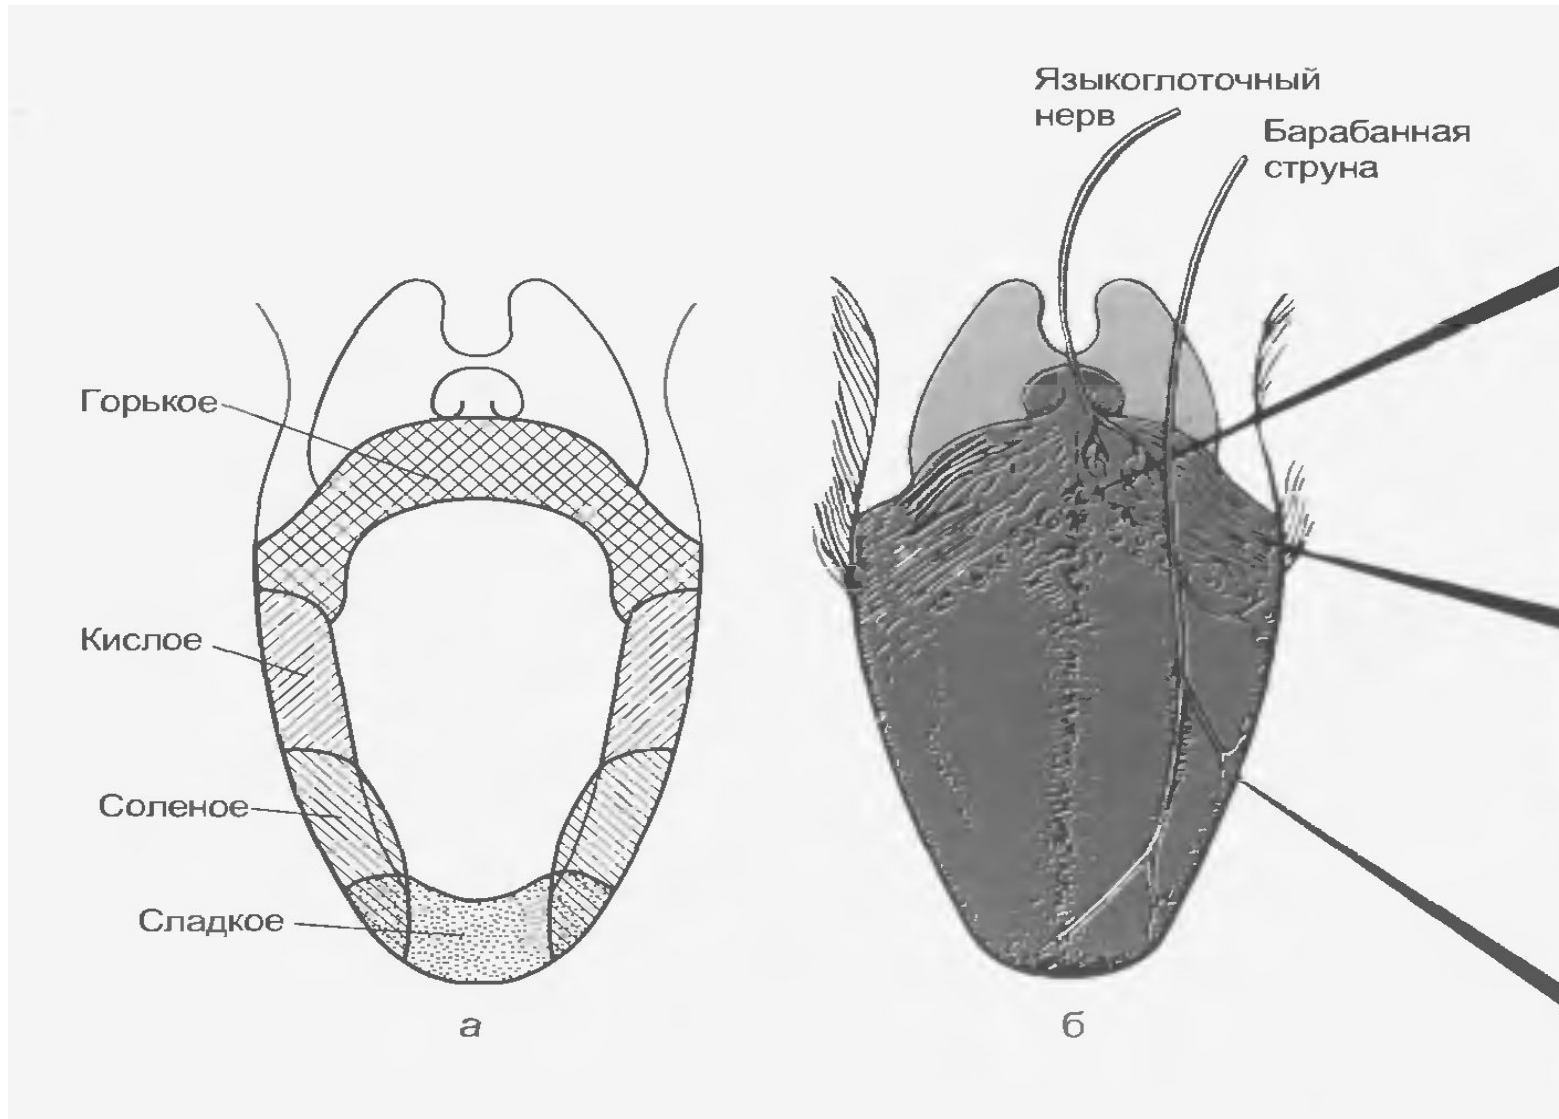 Языкоглоточный
нерв
Барабанная
струна
Горькое
Кислое
Соленое
Сладкое
а
б